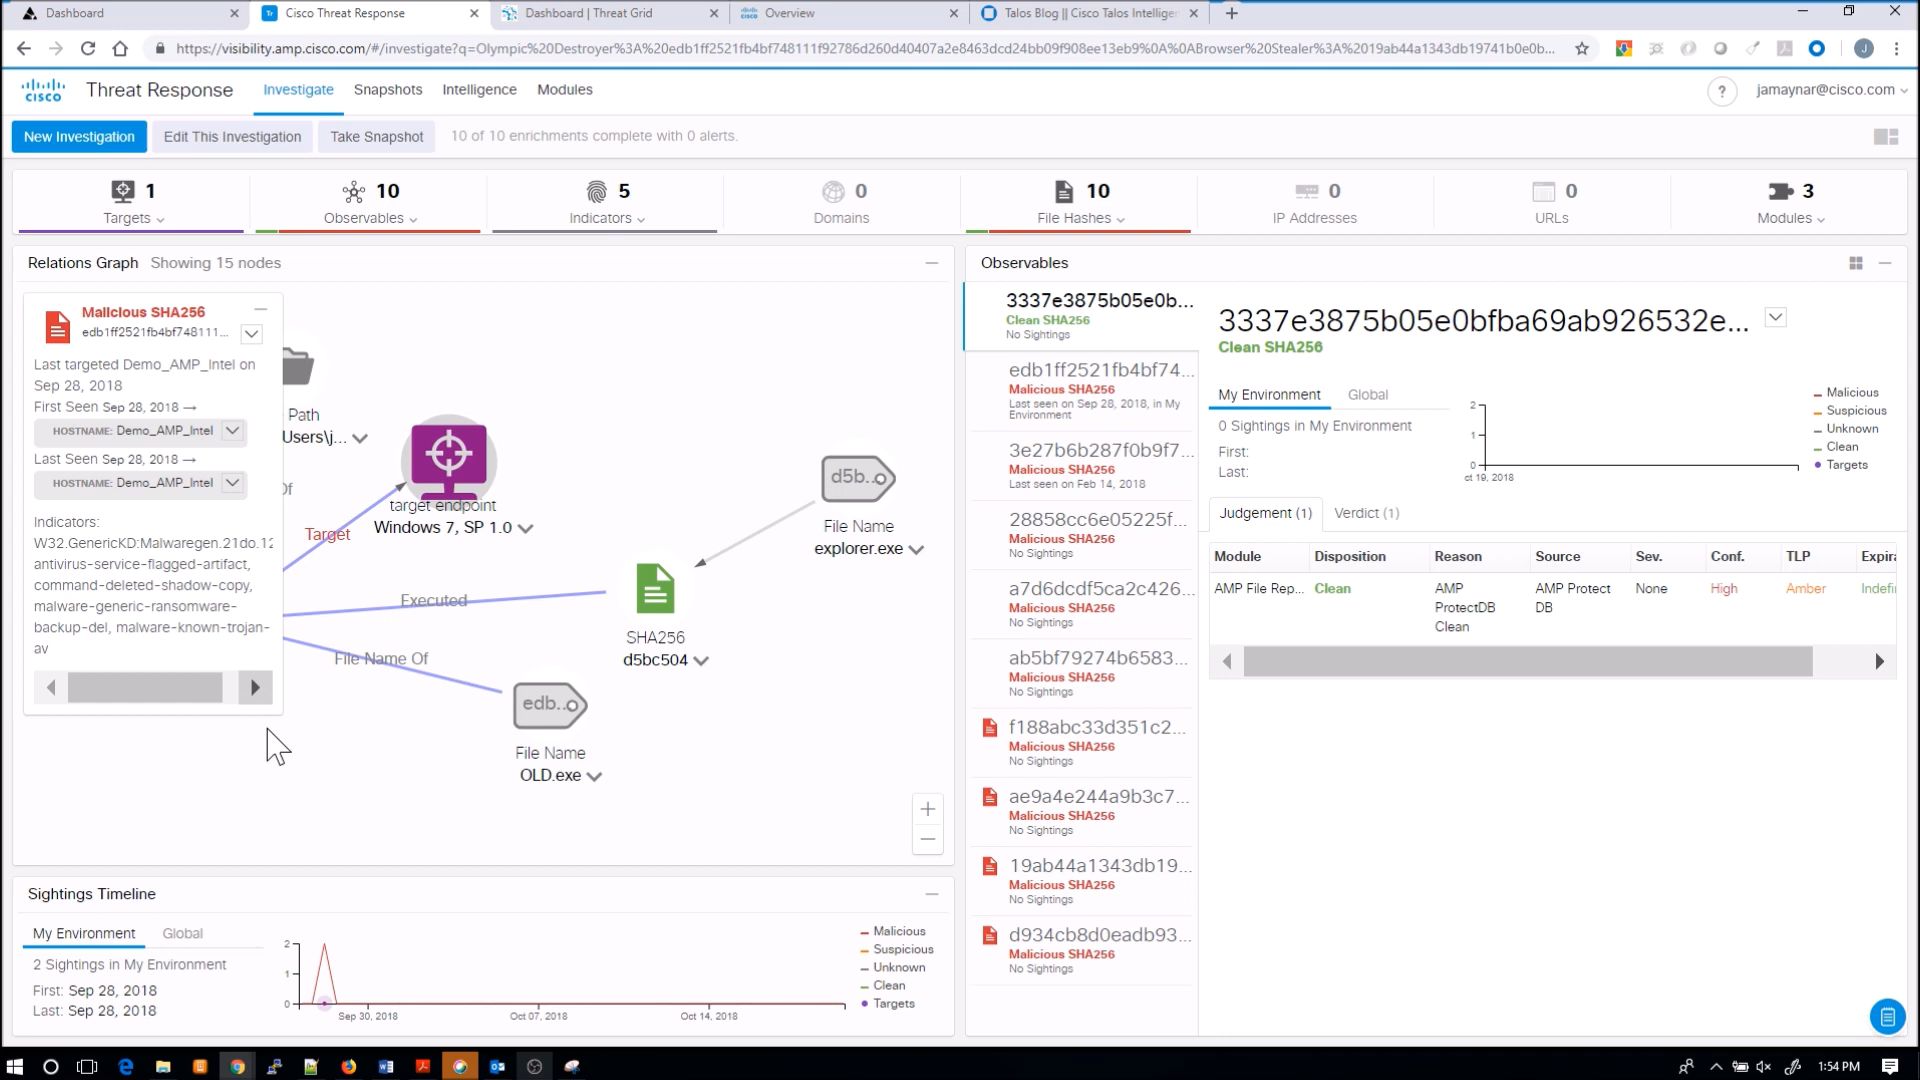 Dashboard
Cisco Threat Response
Dashboard | Threat Grid
Overview
Talos Blog || Cisco Talos Intelliger
https://visibility.amp.cisco.com/#/investigate?q=Olympic%20Destroyer%3A%20edb1ff2521fb4bf748111f92786d260d40407a2e8463dcd24bb09f908ee13eb9%0A%0ABrowser%20Stealer%3A%2019ab44a1343db19741b0e0b...
J
CISCO
Threat Response
Investigate
Snapshots
Intelligence
Modules
?
jamaynar@cisco.com
New Investigation
Edit This Investigation
Take Snapshot
10 of 10 enrichments complete with 0 alerts.
1
Targets
10
Observables
5
Indicators
0
Domains
10
File Hashes
0
IP Addresses
0
URLs
3
Modules
Relations Graph
Showing 15 nodes
Malicious SHA256
edb1ff2521fb4bf748111...
Last targeted Demo_AMP_Intel on
Sep 28, 2018
First Seen Sep 28, 2018 →
HOSTNAME: Demo_AMP_Intel
Last Seen Sep 28, 2018 →
HOSTNAME: Demo_AMP_Intel
Indicators:
W32.GenericKD:Malwaregen.21do.12
antivirus-service-flagged-artifact,
command-deleted-shadow-copy,
malware-generic-ransomware-
backup-del, malware-known-trojan-
av
Path
Users\j...
Of
target endpoint
Windows 7, SP 1.0
Target
Executed
File Name Of
d5b..
File Name
explorer.exe
SHA256
d5bc504
edb..
File Name
OLD.exe
+
−
Sightings Timeline
My Environment
Global
2 Sightings in My Environment
First: Sep 28, 2018
Last: Sep 28, 2018
2
1
0
Sep 30, 2018
Oct 07, 2018
Oct 14, 2018
Malicious
Suspicious
Unknown
Clean
Targets
Observables
3337e3875b05e0b...
Clean SHA256
No Sightings
edb1ff2521fb4bf74...
Malicious SHA256
Last seen on Sep 28, 2018, in My
Environment
3e27b6b287f0b9f7...
Malicious SHA256
Last seen on Feb 14, 2018
28858cc6e05225f...
Malicious SHA256
No Sightings
a7d6dcdf5ca2c426...
Malicious SHA256
No Sightings
ab5bf79274b6583...
Malicious SHA256
No Sightings
f188abc33d351c2...
Malicious SHA256
No Sightings
ae9a4e244a9b3c7...
Malicious SHA256
No Sightings
19ab44a1343db19...
Malicious SHA256
No Sightings
d934cb8d0eadb93...
Malicious SHA256
No Sightings
3337e3875b05e0bfba69ab926532e...
Clean SHA256
My Environment
Global
0 Sightings in My Environment
First:
Last:
2
1
0
ct 19, 2018
Malicious
Suspicious
Unknown
Clean
Targets
Judgement (1)
Verdict (1)
Module
Disposition
Reason
Source
Sev.
Conf.
TLP
Expira
AMP File Rep...
Clean
AMP
ProtectDB
Clean
AMP Protect
DB
None
High
Amber
Indefi
1:54 PM